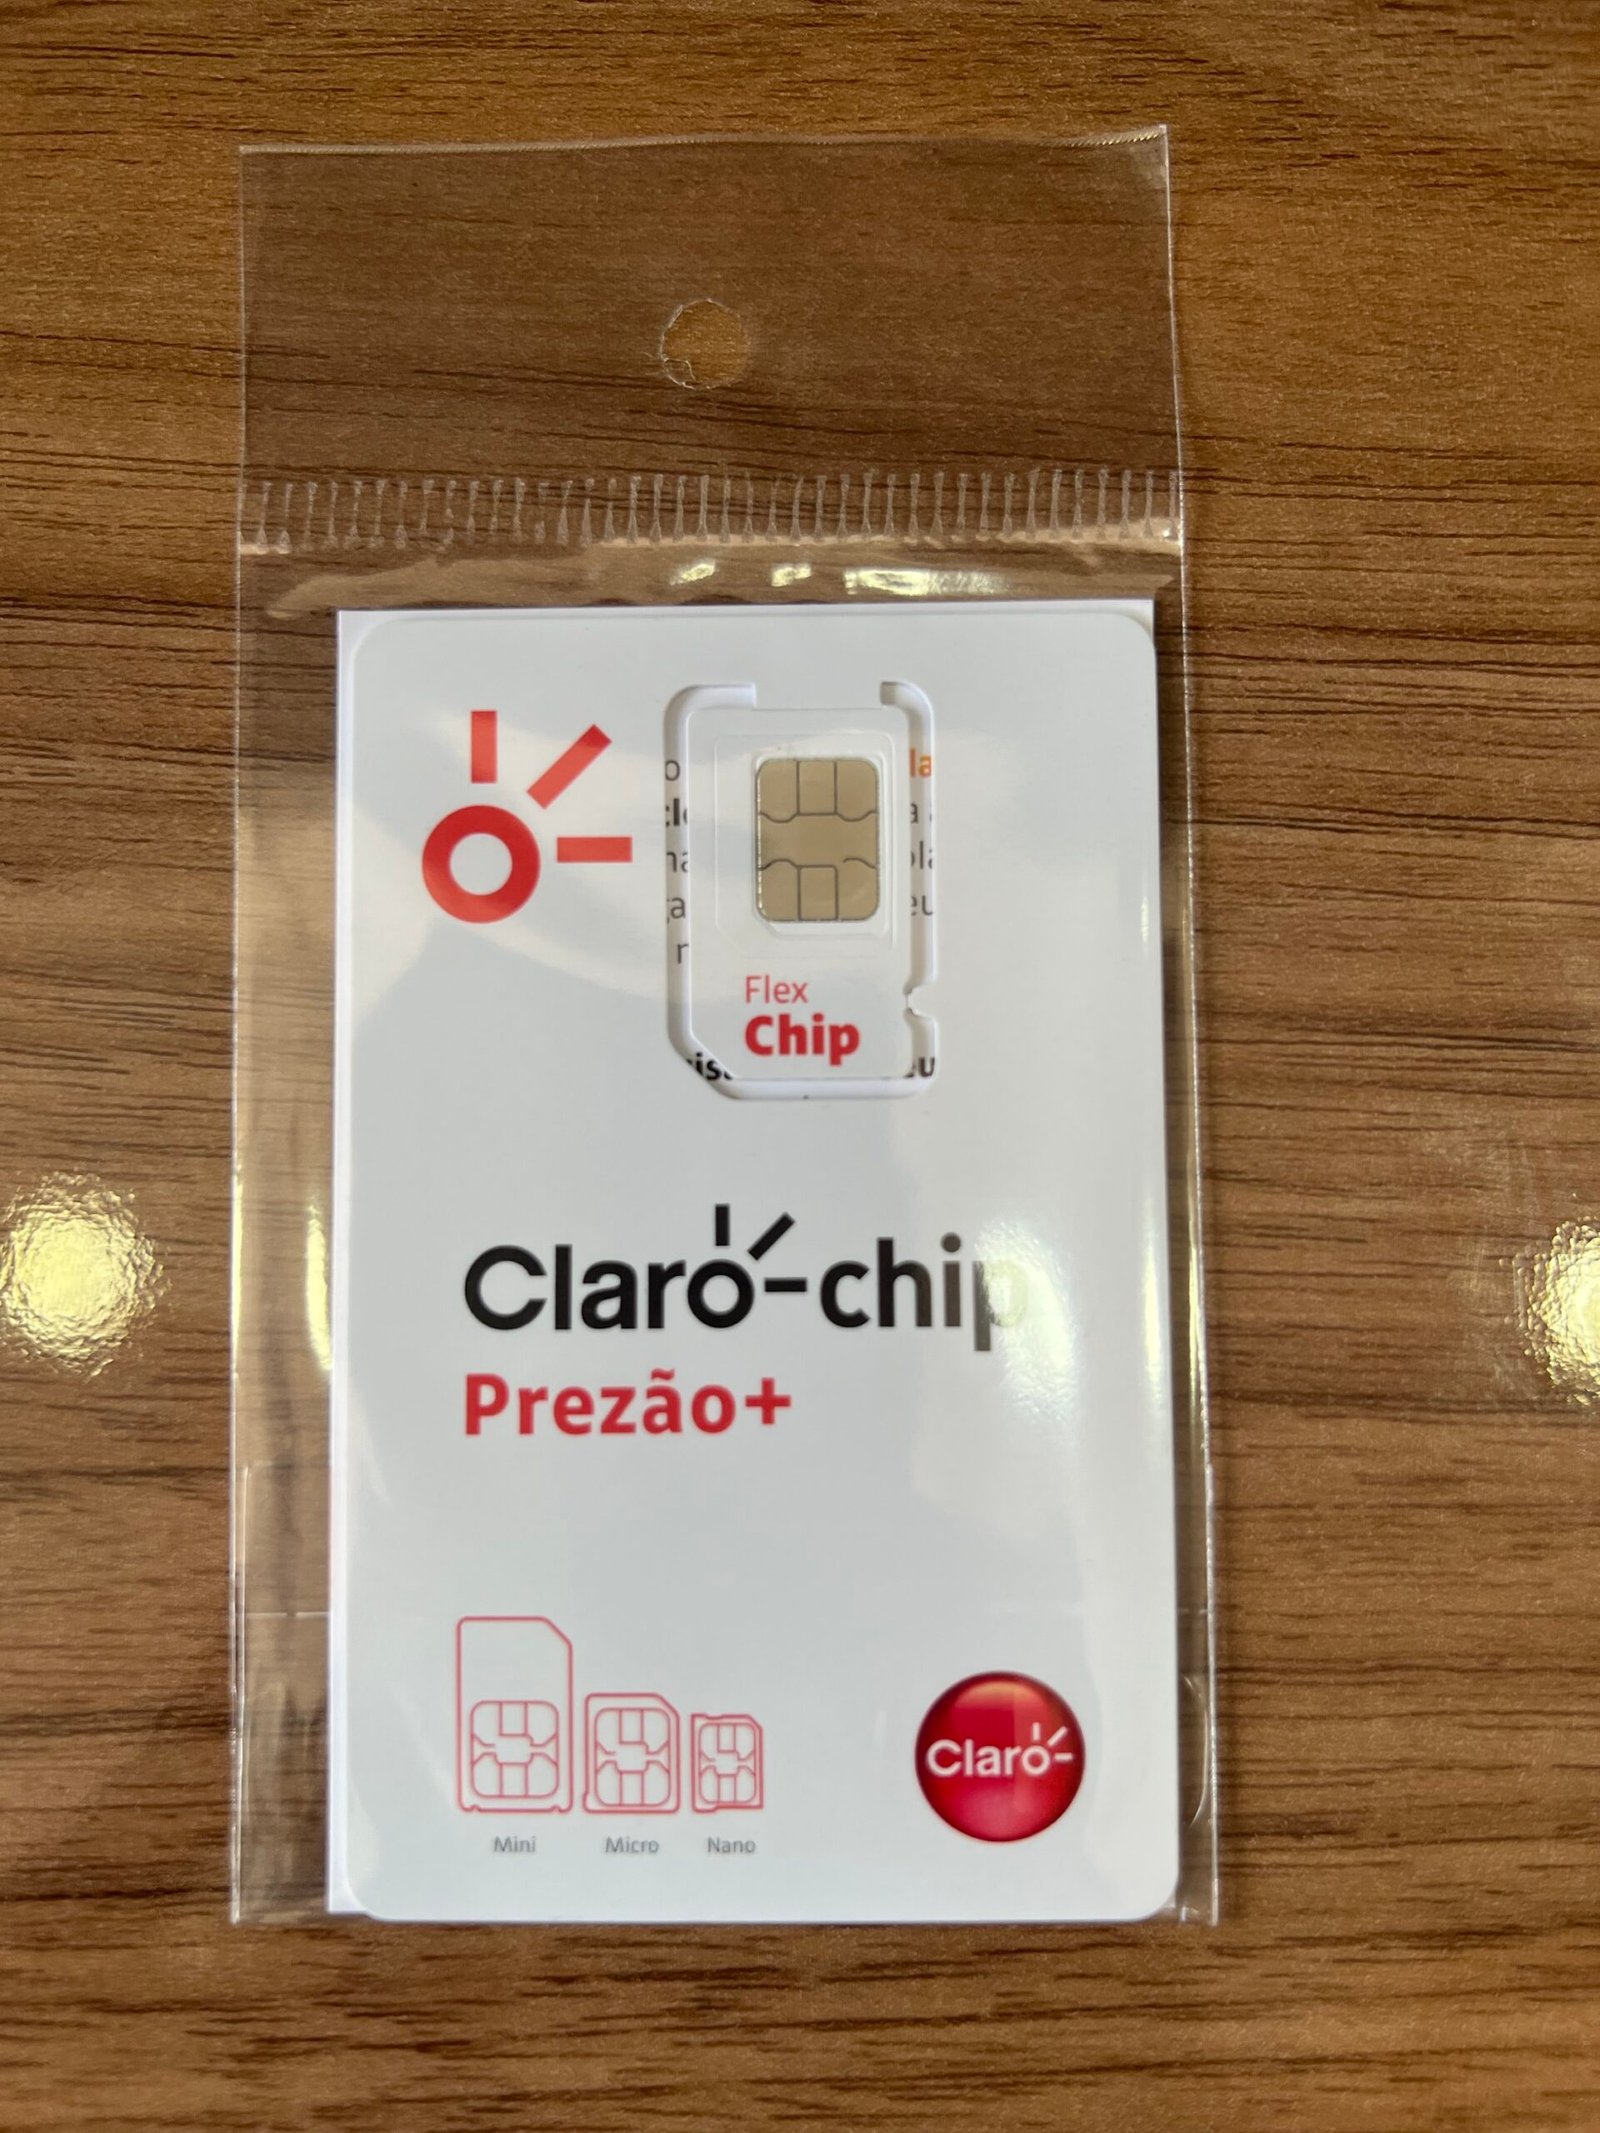 Flex
Chip
Claro-chip
Prezão+
Mini
Micro
Nano
Claro-